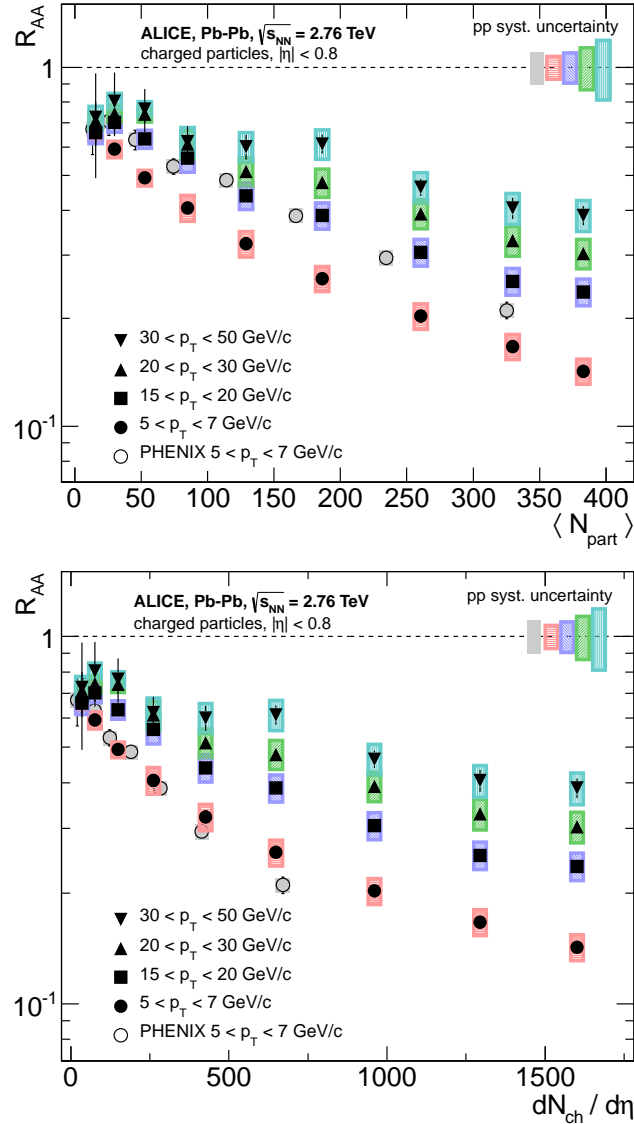 R_AA
ALICE, Pb-Pb, √s_NN = 2.76 TeV
charged particles, |η| < 0.8
pp syst. uncertainty
1
10^-1
30 < p_T < 50 GeV/c
20 < p_T < 30 GeV/c
15 < p_T < 20 GeV/c
5 < p_T < 7 GeV/c
PHENIX 5 < p_T < 7 GeV/c
0 50 100 150 200 250 300 350 400
⟨ N_part ⟩
R_AA
ALICE, Pb-Pb, √s_NN = 2.76 TeV
charged particles, |η| < 0.8
pp syst. uncertainty
1
10^-1
30 < p_T < 50 GeV/c
20 < p_T < 30 GeV/c
15 < p_T < 20 GeV/c
5 < p_T < 7 GeV/c
PHENIX 5 < p_T < 7 GeV/c
0 500 1000 1500
dN_ch / dη